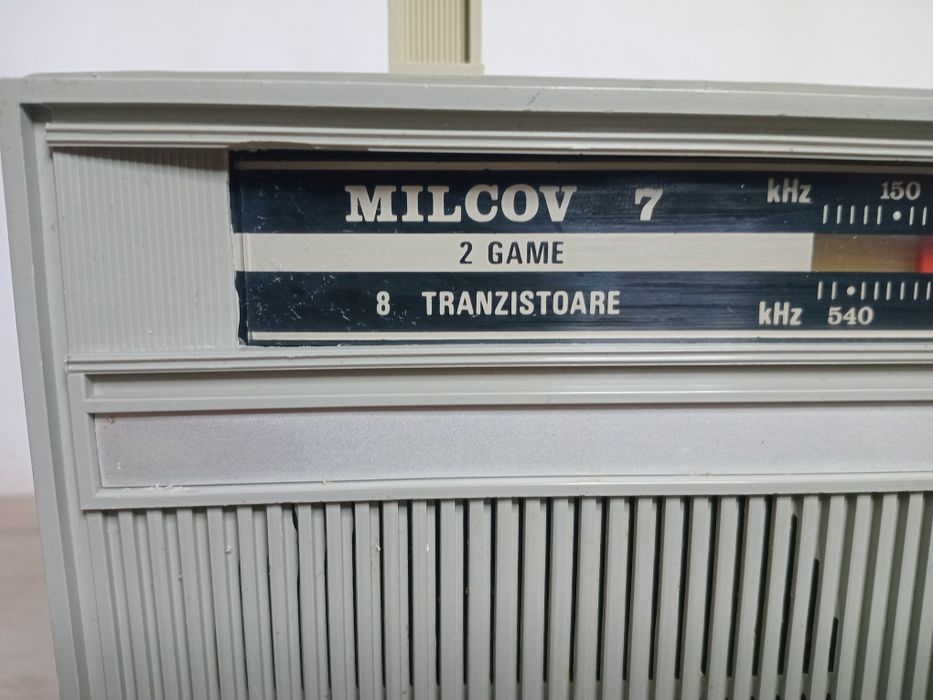 MILCOV 7
kHz 150
2 GAME
8 TRANZISTOARE
kHz 540